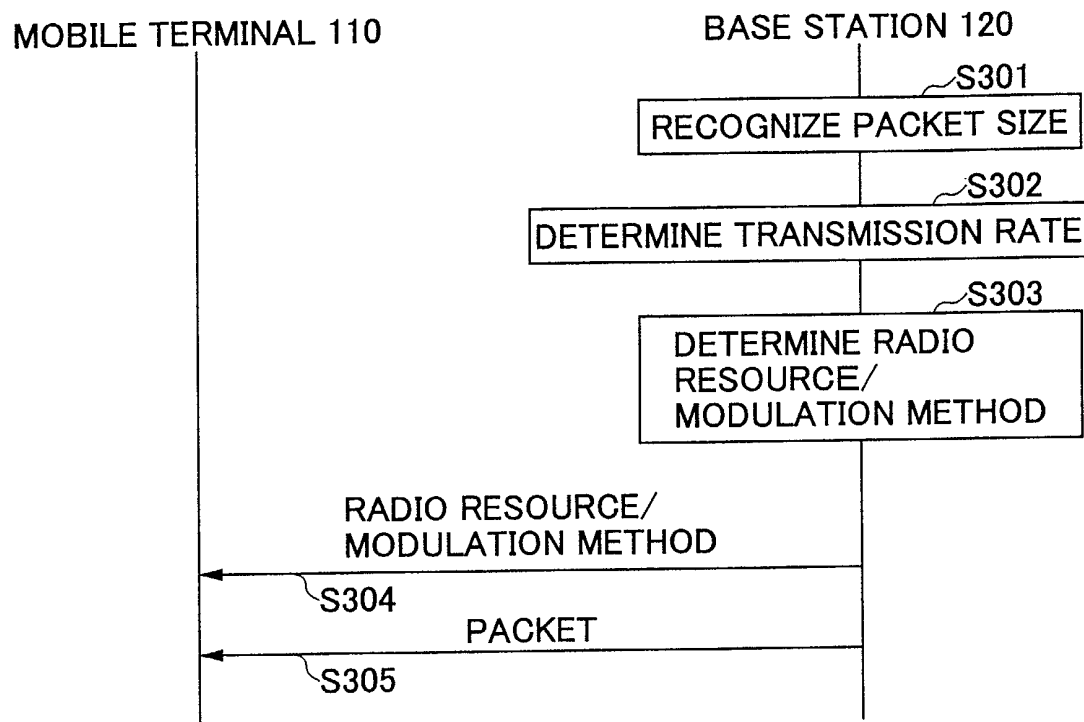 MOBILE TERMINAL 110
BASE STATION 120
S301
RECOGNIZE PACKET SIZE
S302
DETERMINE TRANSMISSION RATE
S303
DETERMINE RADIO
RESOURCE/
MODULATION METHOD
RADIO RESOURCE/
MODULATION METHOD
S304
PACKET
S305